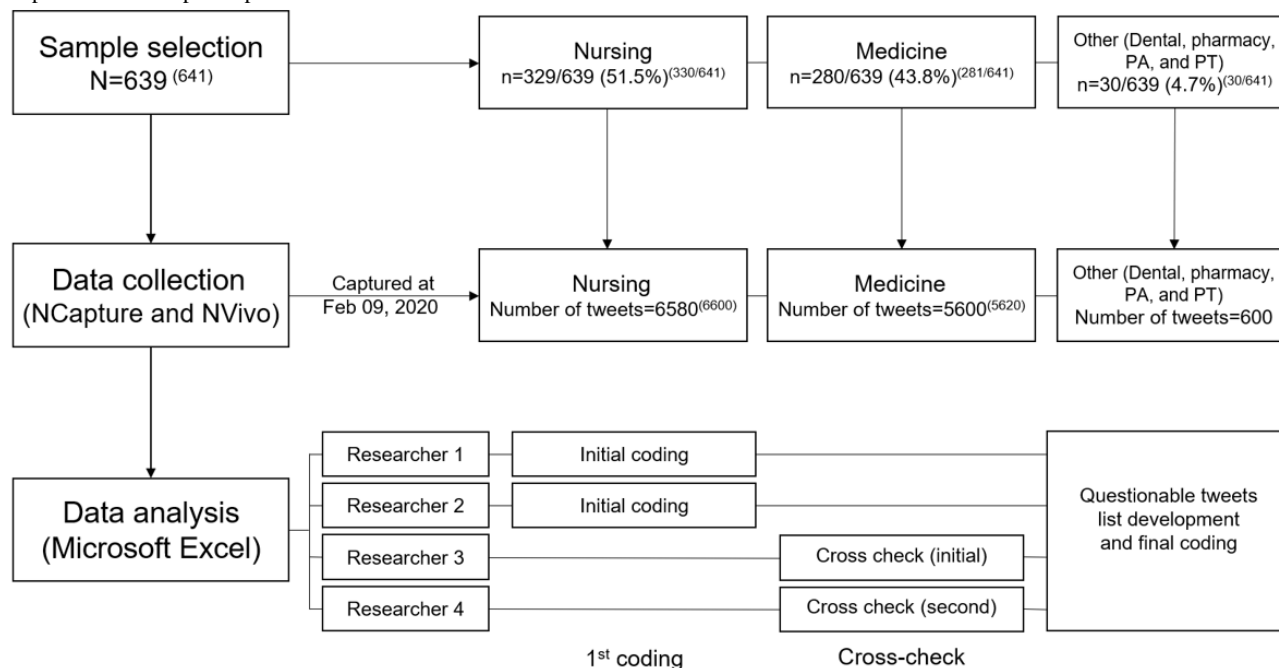 Sample selection
N=639 (641)
Nursing
n=329/639 (51.5%)(330/641)
Medicine
n=280/639 (43.8%)(281/641)
Other (Dental, pharmacy,
PA, and PT)
n=30/639 (4.7%)(30/641)
Data collection
(NCapture and NVivo)
Captured at
Feb 09, 2020
Nursing
Number of tweets=6580(6600)
Medicine
Number of tweets=5600(5620)
Other (Dental, pharmacy,
PA, and PT)
Number of tweets=600
Data analysis
(Microsoft Excel)
Researcher 1
Initial coding
Researcher 2
Initial coding
Researcher 3
Cross check (initial)
Researcher 4
Cross check (second)
Questionable tweets
list development
and final coding
1st coding
Cross-check